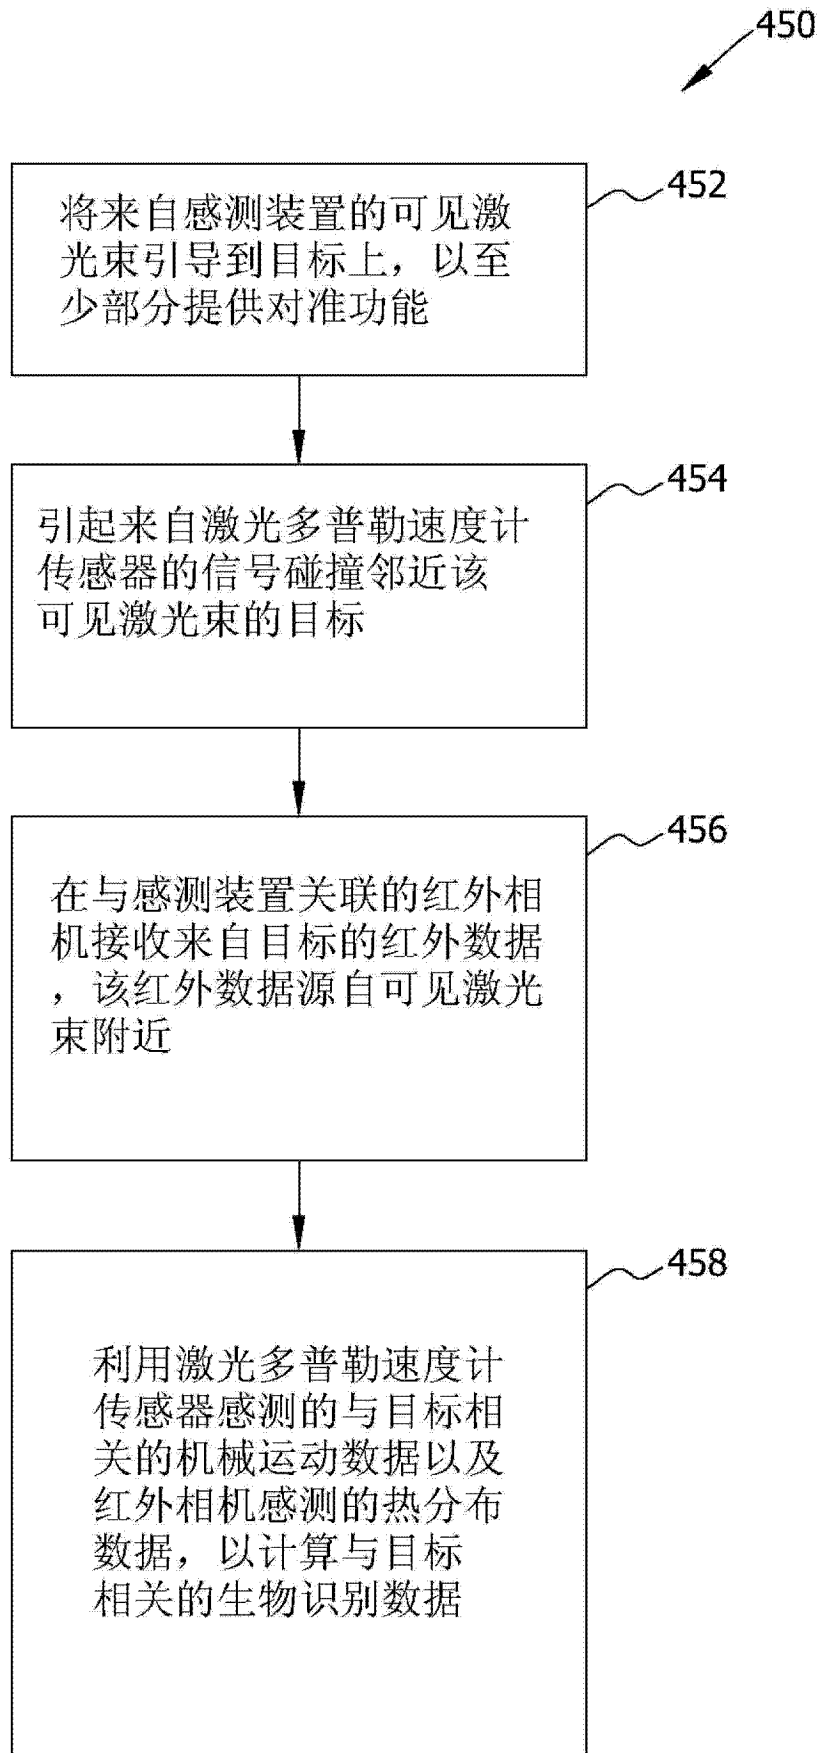 450
452
将来自感测装置的可见激
光束引导到目标上，以至
少部分提供对准功能
454
引起来自激光多普勒速度计
传感器的信号碰撞邻近该
可见激光束的目标
456
在与感测装置关联的红外相
机接收来自目标的红外数据
，该红外数据源自可见激光
束附近
458
利用激光多普勒速度计
传感器感测的与目标相
关的机械运动数据以及
红外相机感测的热分布
数据，以计算与目标
相关的生物识别数据